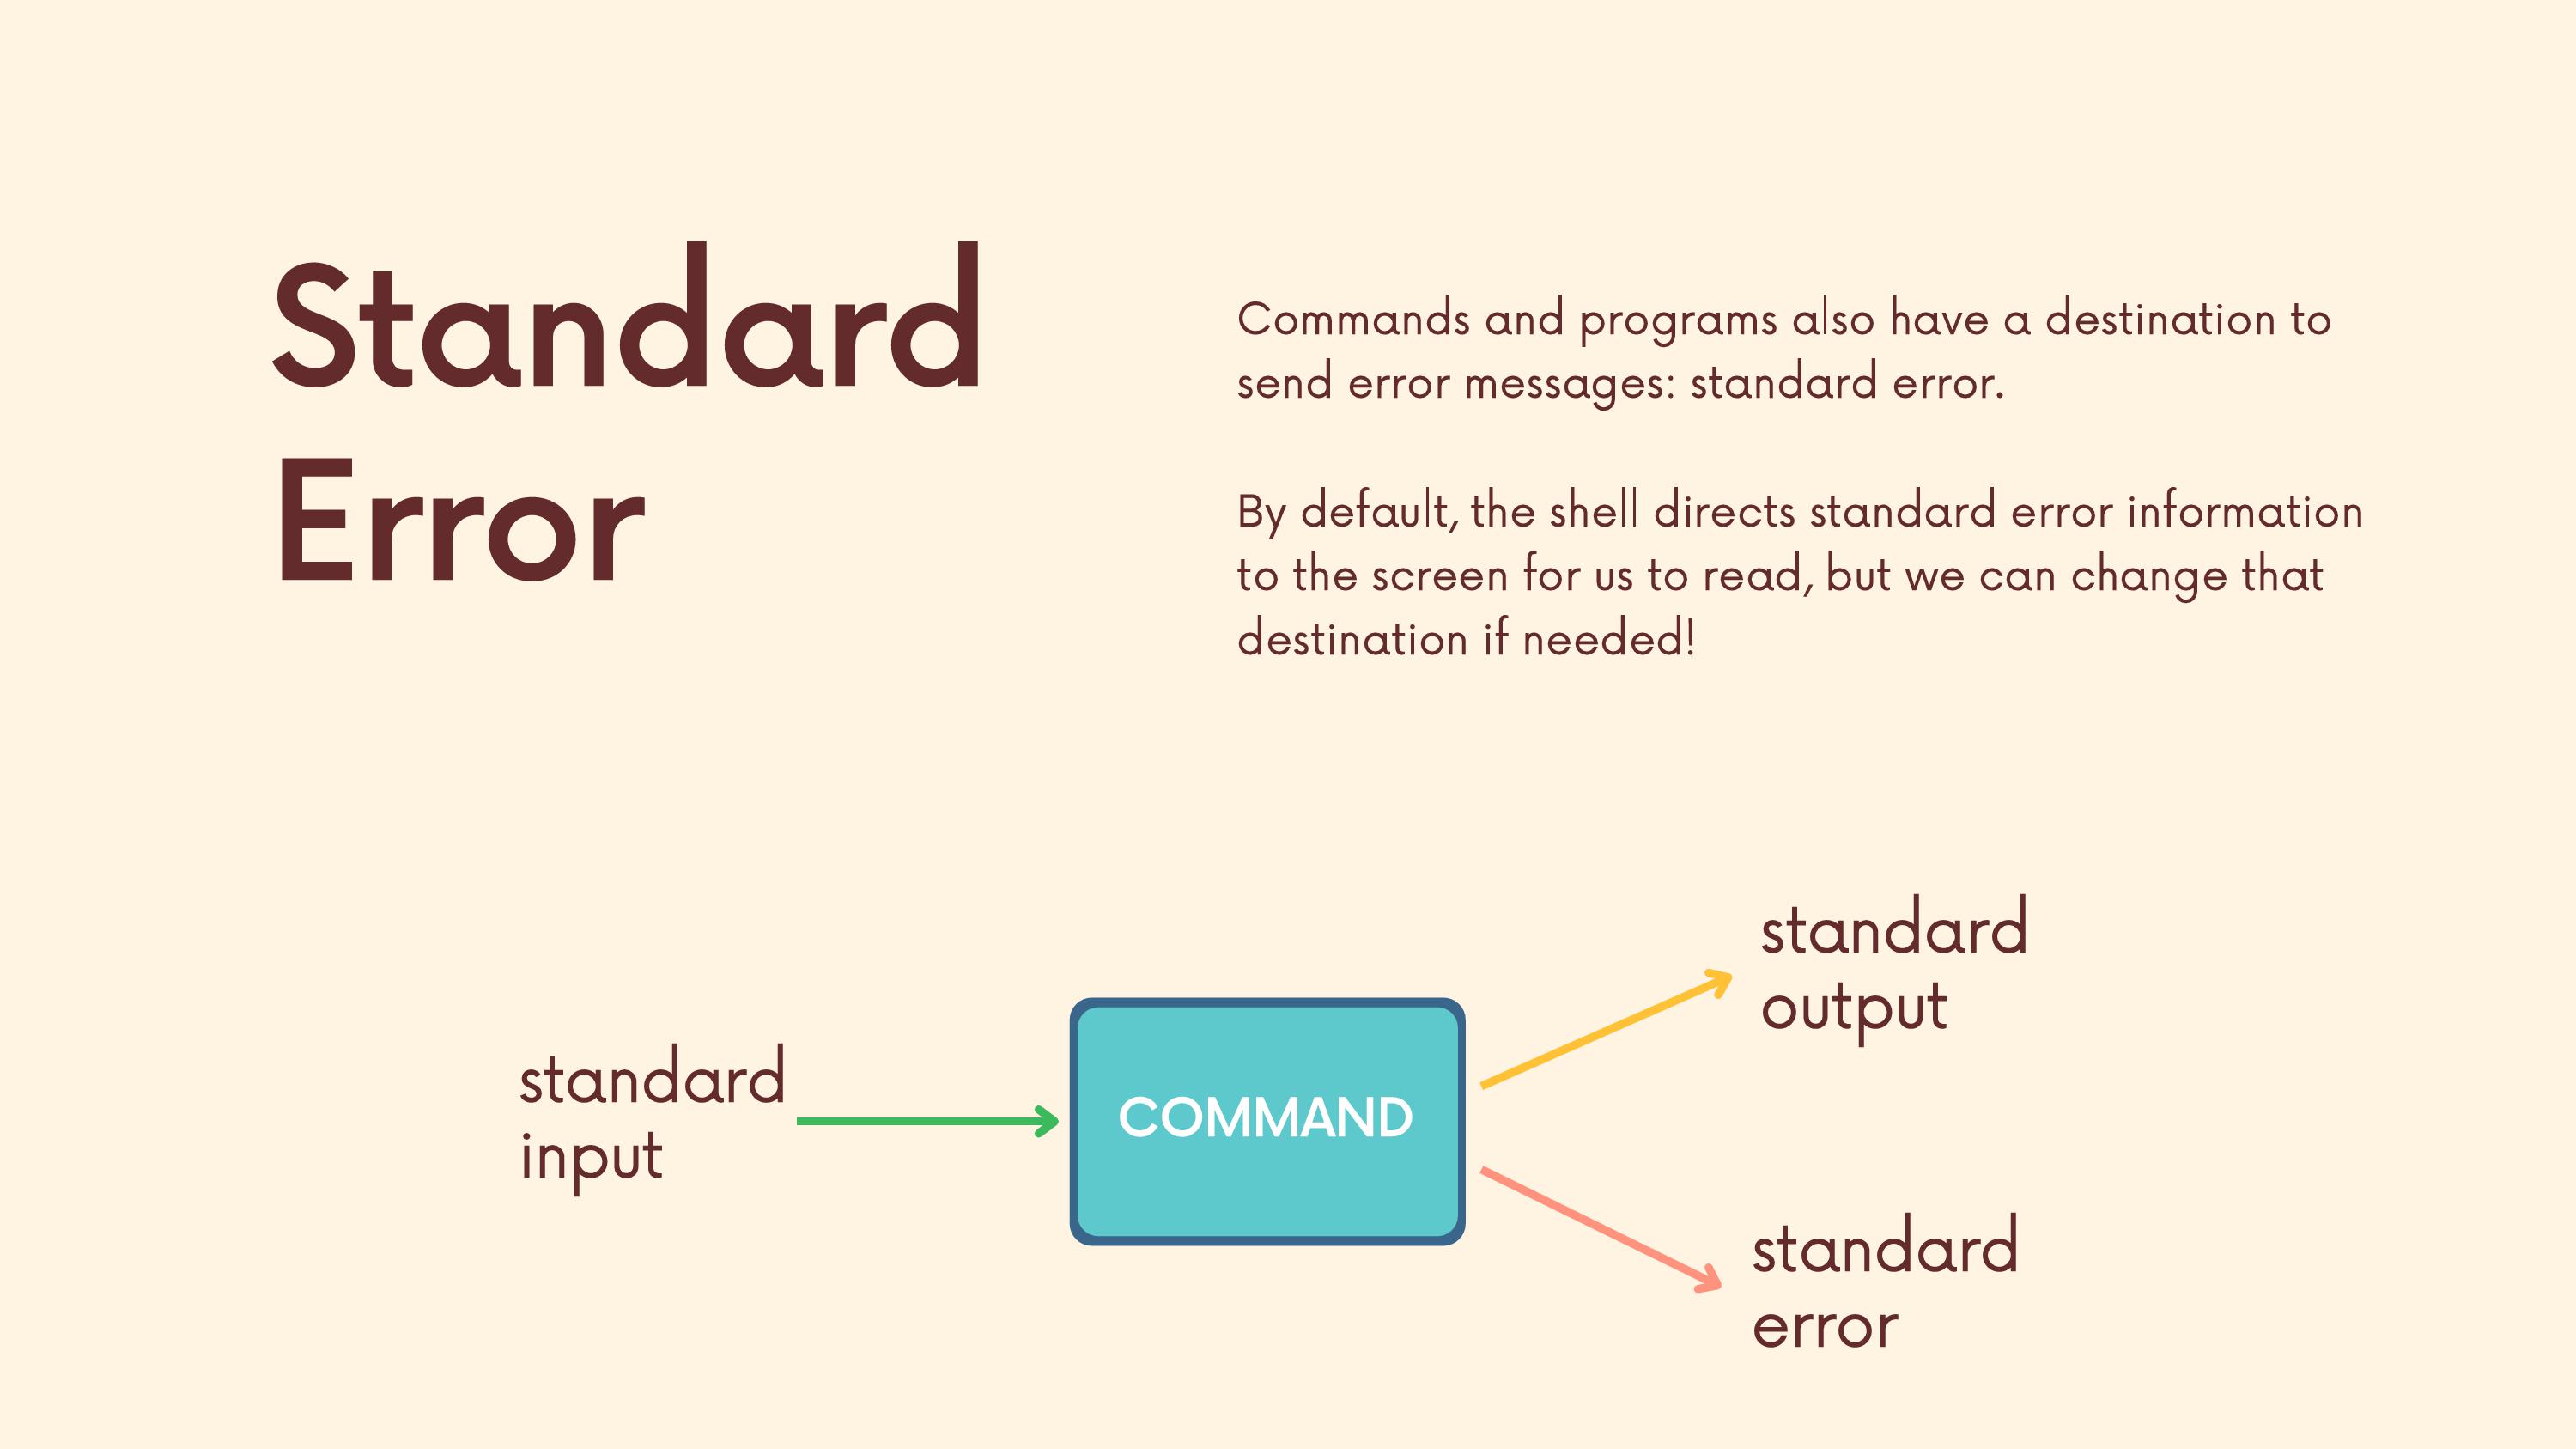 Standard
Error
Commands and programs also have a destination to
send error messages: standard error.
By default, the shell directs standard error information
to the screen for us to read, but we can change that
destination if needed!
standard
input
COMMAND
standard
output
standard
error